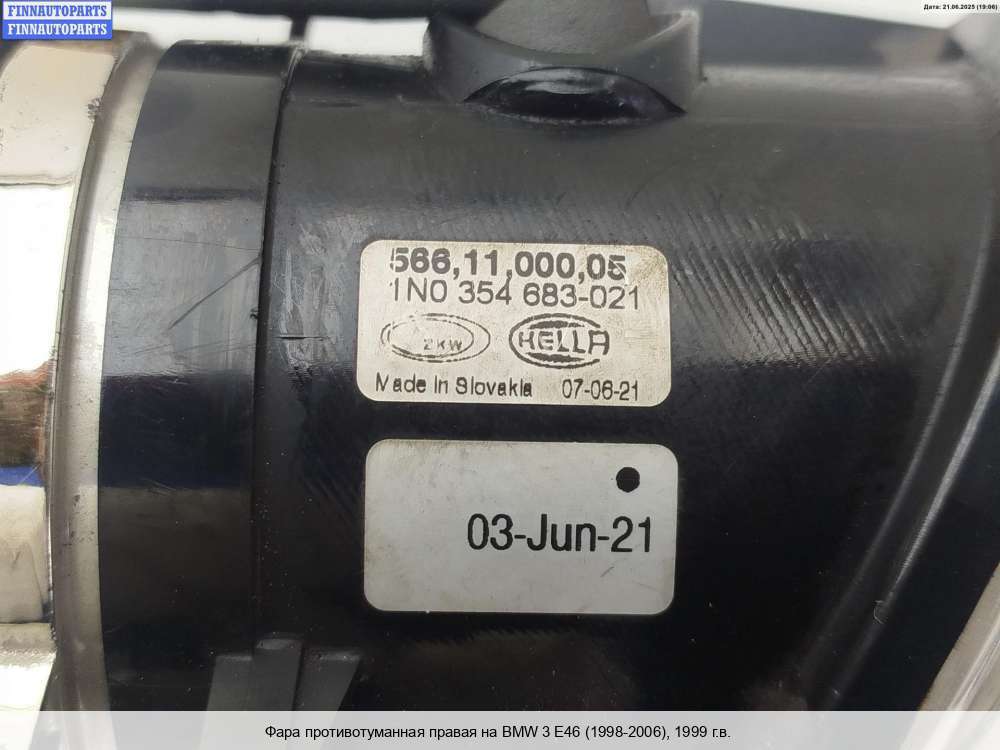 FINNAUTOPARTS
FINNAUTOPARTS
Дата: 21.06.2025 (19:06)
566,11,000,05
1N0 354 683-021
ZKW HELLA
Made In Slovakia 07-06-21
03-Jun-21
Фара противотуманная правая на BMW 3 E46 (1998-2006), 1999 г.в.